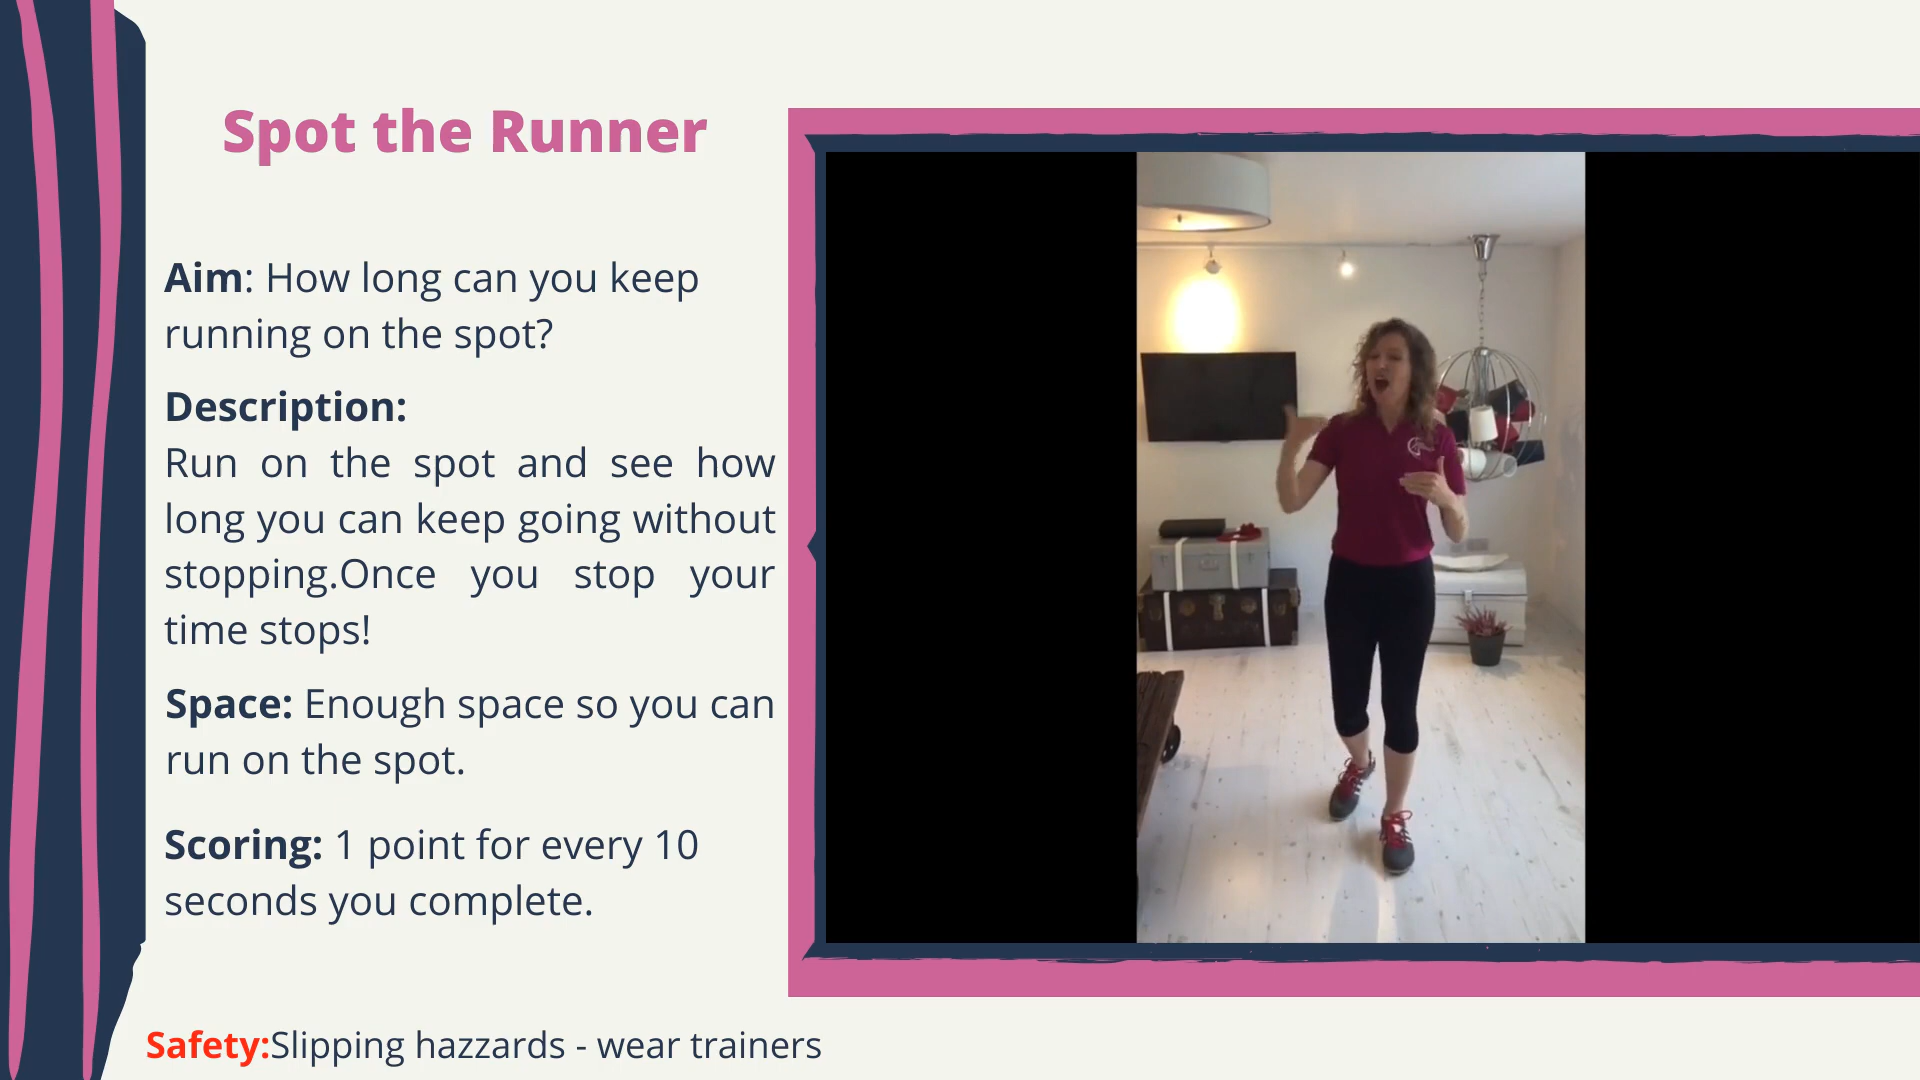 Spot the Runner
Aim: How long can you keep
running on the spot?
Description:
Run on the spot and see how
long you can keep going without
stopping.Once you stop your
time stops!
Space: Enough space so you can
run on the spot.
Scoring: 1 point for every 10
seconds you complete.
Safety:Slipping hazzards - wear trainers